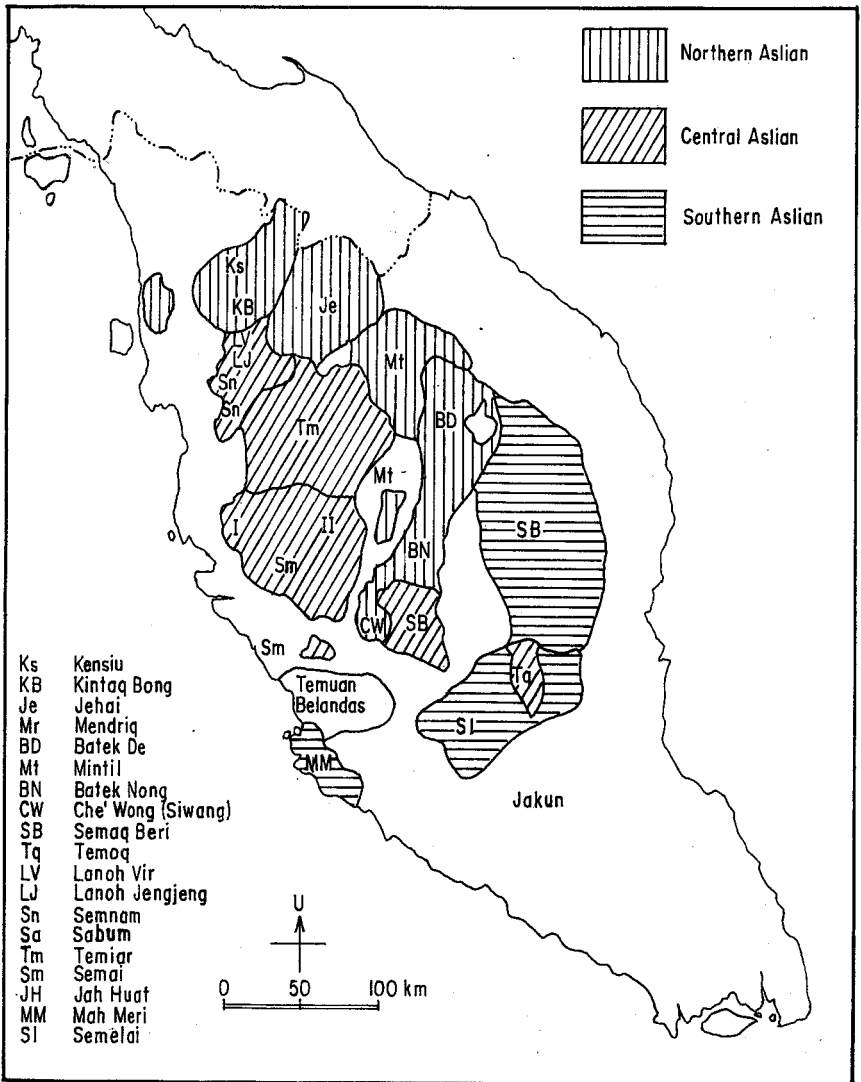 Northern Aslian
Central Aslian
Southern Aslian
Ks
KB
Je
LV
LJ
Mt
Sn
Sn
BD
Tm
Mt
I
II
SB
BN
Sm
CW
SB
Sm
Tq
Temuan
Belandas
Sl
MM
Jakun
Ks Kensiu
KB Kintaq Bong
Je Jehai
Mr Mendriq
BD Batek De
Mt Mintil
BN Batek Nong
CW Che' Wong (Siwang)
SB Semaq Beri
Tq Temoq
LV Lanoh Vir
LJ Lanoh Jengjeng
Sn Semnam
Sa Sabum
Tm Temiar
Sm Semai
JH Jah Huat
MM Mah Meri
Sl Semelai
U
0 50 100 km